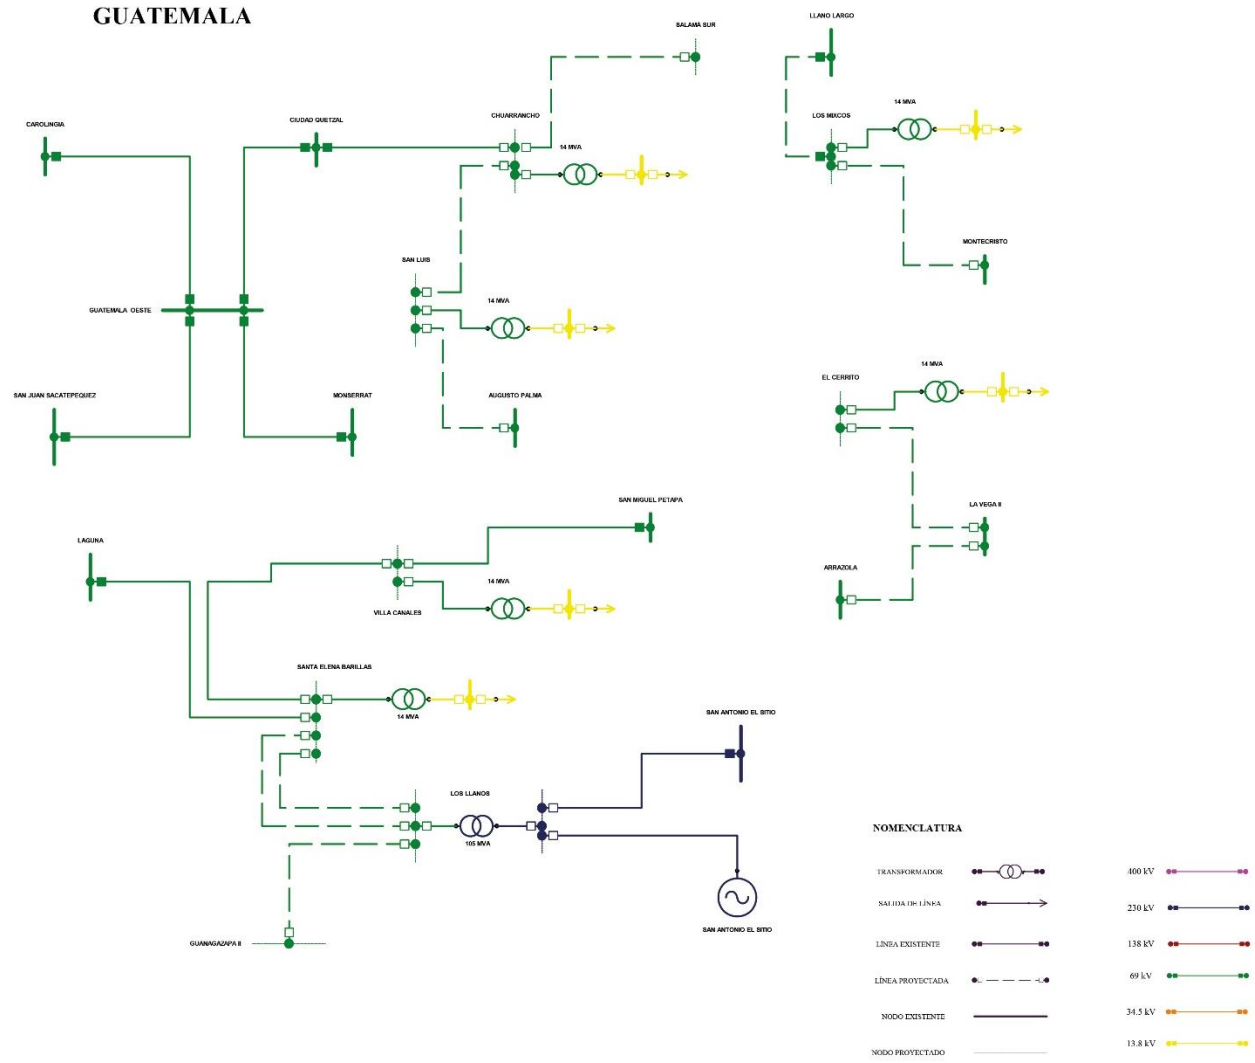 GUATEMALA
SALAMA SUR
LLANO LARGO
CAROLINGIA
CIUDAD QUETZAL
CHUARRANCHO
14 MVA
LOS MIXCOS
14 MVA
MONTECRISTO
SAN LUIS
14 MVA
GUATEMALA OESTE
SAN JUAN SACATEPEQUEZ
MONSERRAT
AUGUSTO PALMA
EL CERRITO
14 MVA
SAN MIGUEL PETAPA
LA VEGA II
LAGUNA
14 MVA
VILLA CANALES
ARRAZOLA
SANTA ELENA BARILLAS
14 MVA
SAN ANTONIO EL SITIO
LOS LLANOS
105 MVA
SAN ANTONIO EL SITIO
GUANAGAZAPA II
NOMENCLATURA
TRANSFORMADOR
400 kV
SALIDA DE LÍNEA
230 kV
LÍNEA EXISTENTE
138 kV
LÍNEA PROYECTADA
69 kV
NODO EXISTENTE
34.5 kV
NODO PROYECTADO
13.8 kV